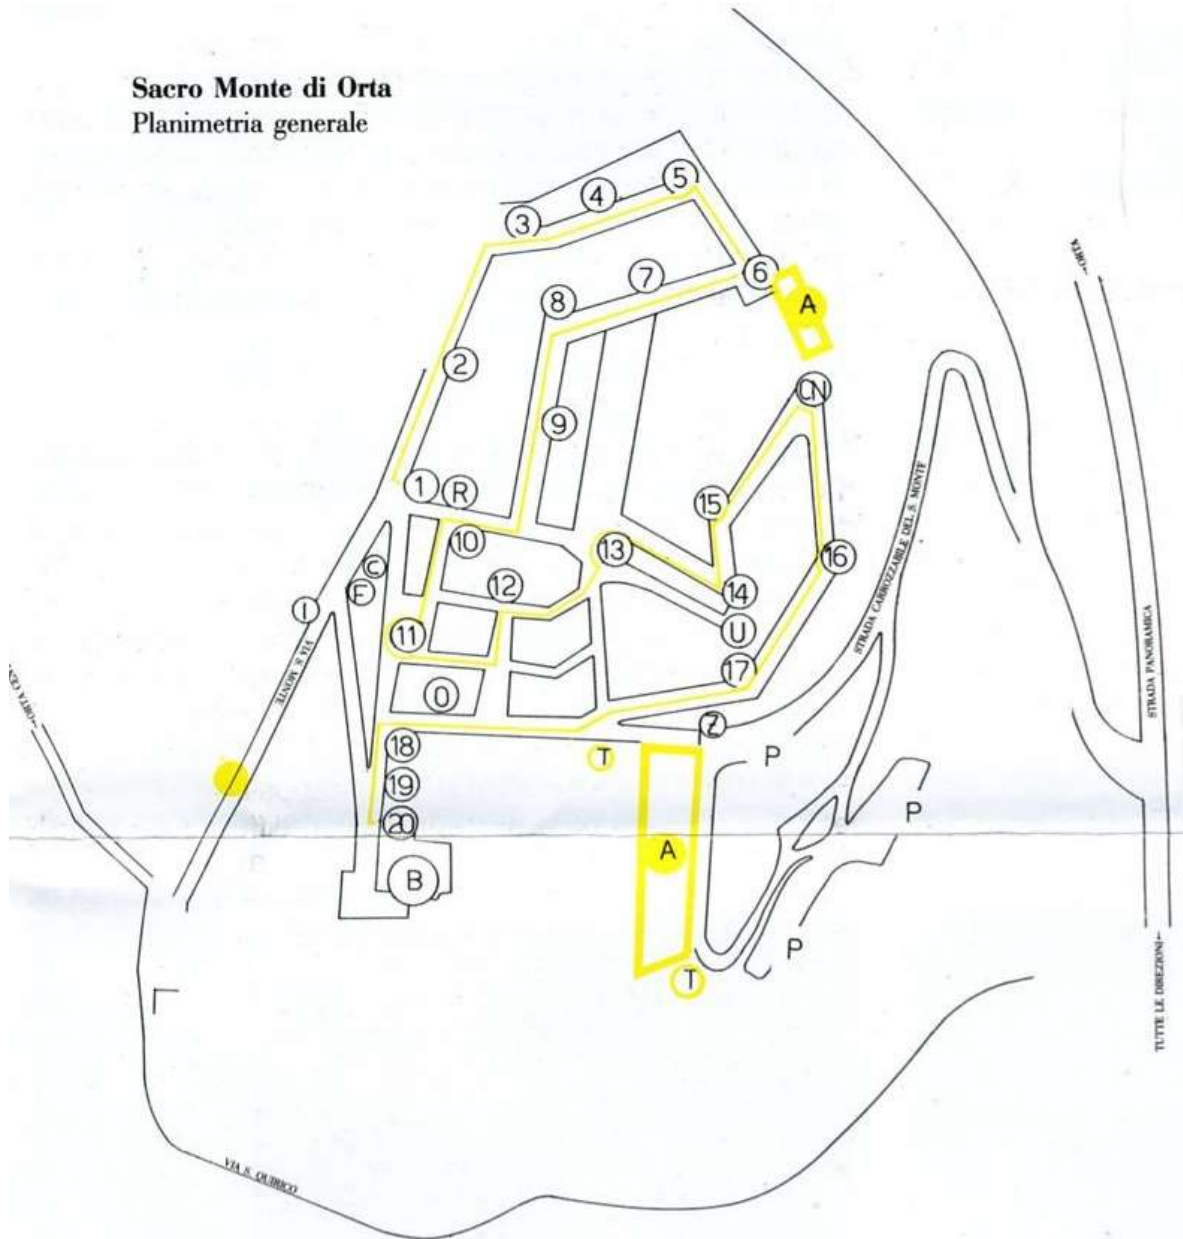 Sacro Monte di Orta
Planimetria generale
5
4
3
6
7
8
A
2
CN
9
1
R
15
10
13
16
C
12
F
14
I
11
U
17
O
Z
18
T
P
19
P
20
A
B
P
T
ORTA
STRADA CARROZZABILE DEL S. MONTE
STRADA PANORAMICA
VIA S. MONTE
TUTTE LE DIREZIONI
VIA S. QUIRICO